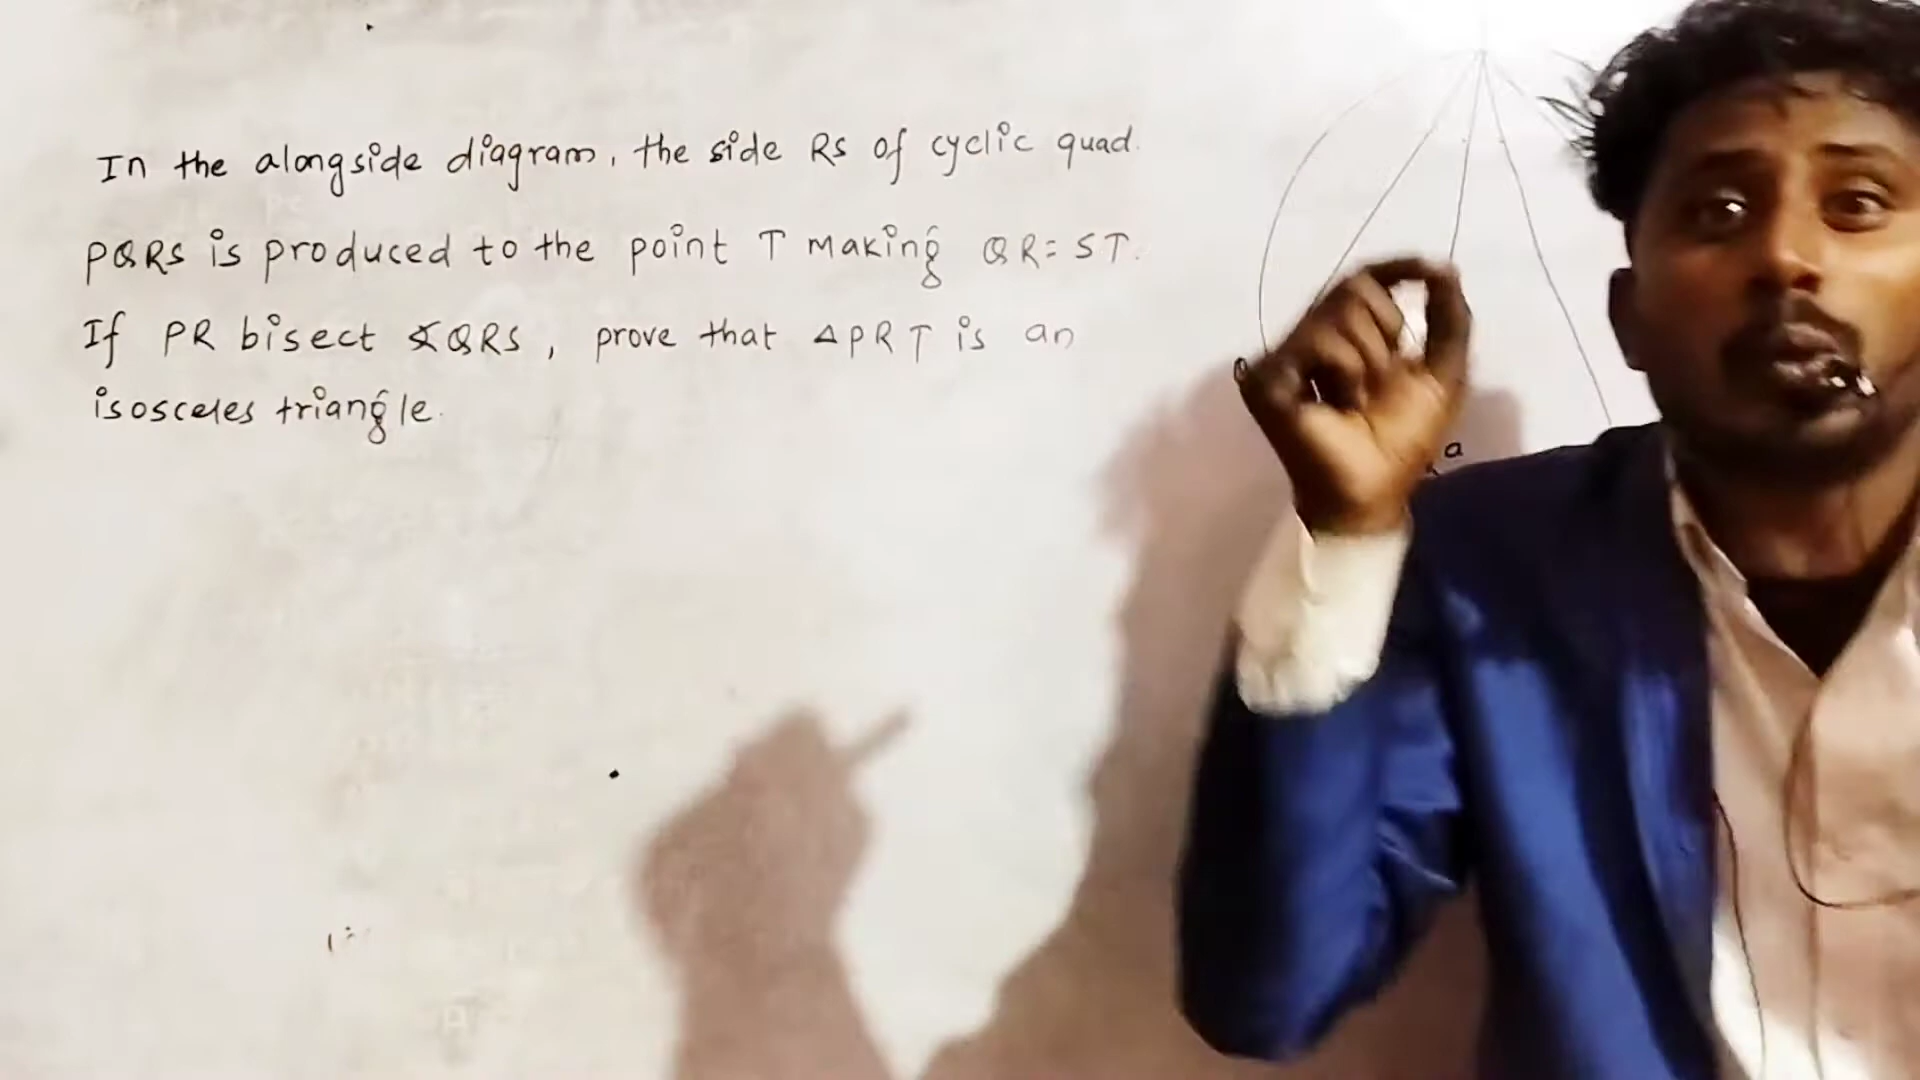 In the alongside diagram, the side RS of cyclic quad.
PQRS is produced to the point T making QR=ST.
If PR bisect ∡QRS, prove that △PRT is an
isosceles triangle.
a